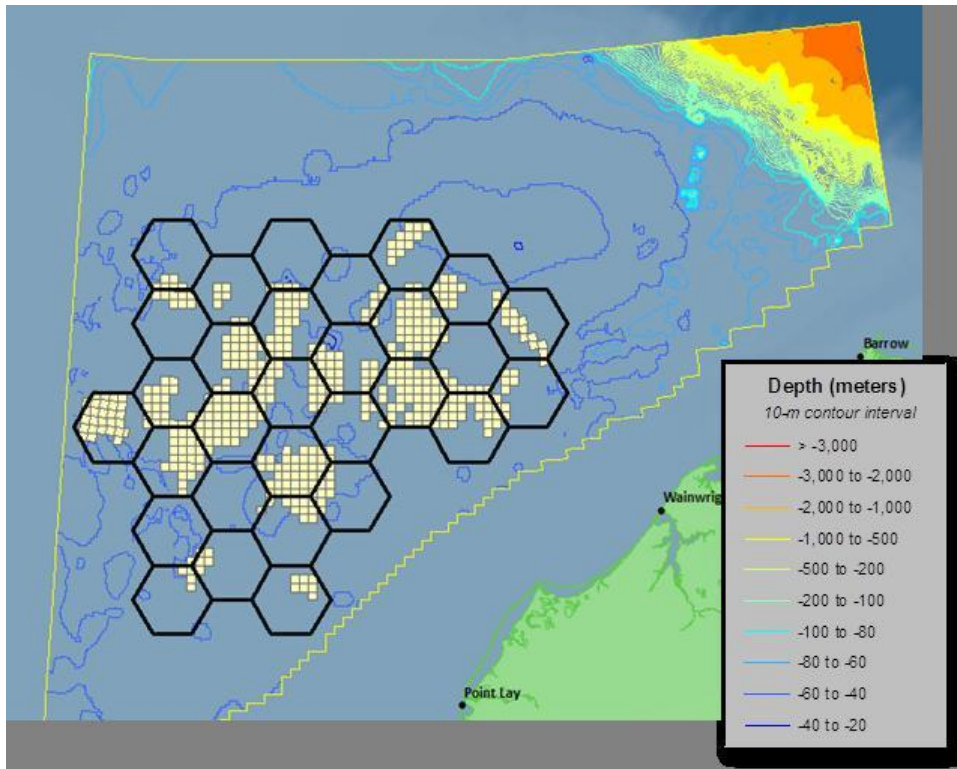 Barrow
Depth (meters)
10-m contour interval
> -3,000
-3,000 to -2,000
-2,000 to -1,000
-1,000 to -500
-500 to -200
-200 to -100
-100 to -80
-80 to -60
-60 to -40
-40 to -20
Wainwrig
Point Lay